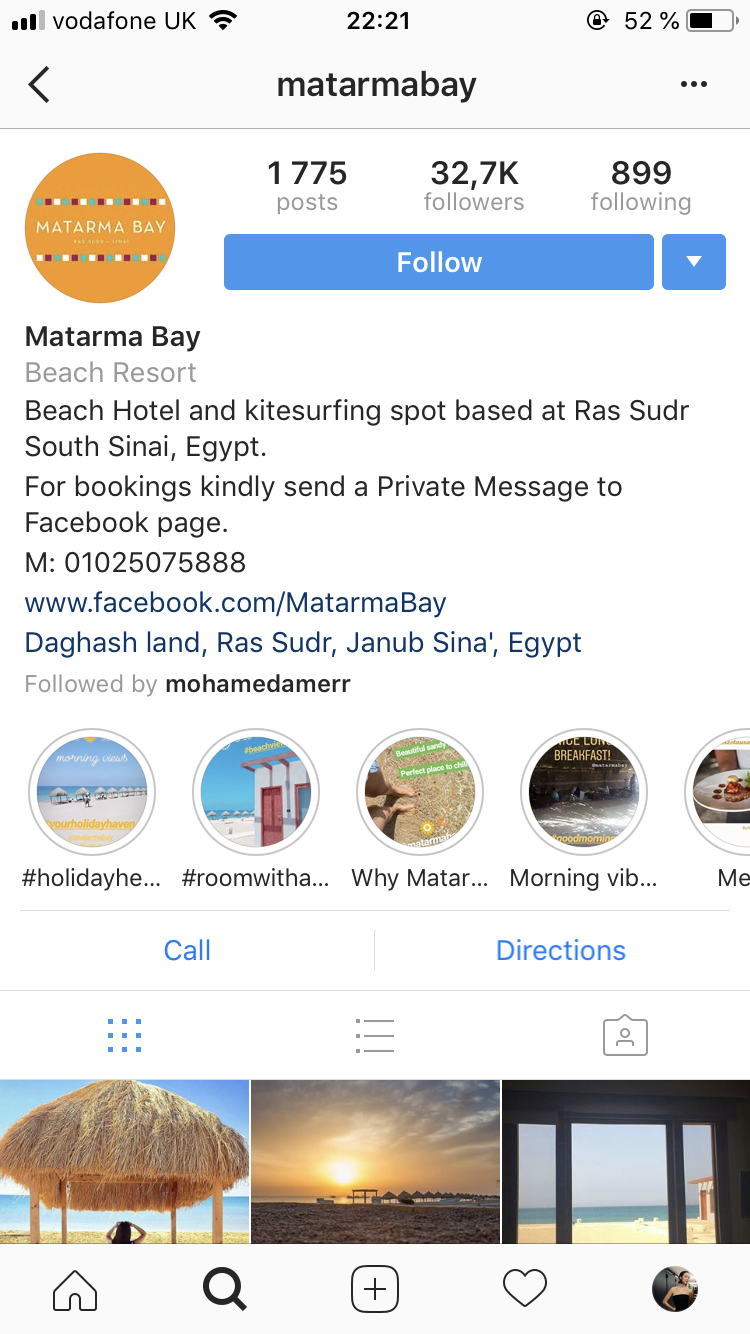 vodafone UK 22:21 52 %
matarmabay
MATARMA BAY
RAS SUDR - SINAI
1 775 32,7K 899
posts followers following
Follow
Matarma Bay
Beach Resort
Beach Hotel and kitesurfing spot based at Ras Sudr
South Sinai, Egypt.
For bookings kindly send a Private Message to
Facebook page.
M: 01025075888
www.facebook.com/MatarmaBay
Daghash land, Ras Sudr, Janub Sina', Egypt
Followed by mohamedamerr
morning views
yourholidayhaven
#beachvie
Beautiful sandy
Perfect place to chill
matarmab
NICE LONG
BREAKFAST!
@matarmabay
#goodmorning
#holidayhe... #roomwitha... Why Matar... Morning vib... Me
Call Directions